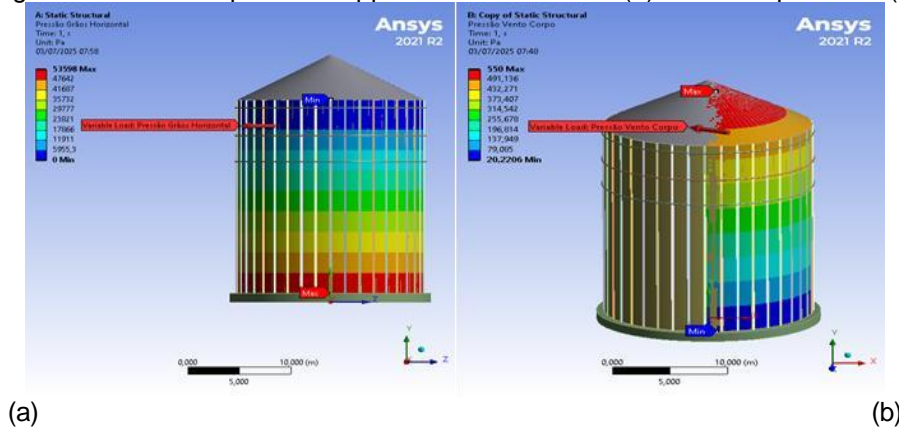 A: Static Structural
Pressão Grãos Horizontal
Time: 1, s
Unit: Pa
03/07/2025 07:58
Ansys
2021 R2
53598 Max
47642
41687
35732
29777
23821
17866
11911
5955,3
0 Min
Min
Variable Load: Pressão Grãos Horizontal
Max
Y
Z
0,000
10,000 (m)
5,000
B: Copy of Static Structural
Pressão Vento Corpo
Time: 1, s
Unit: Pa
03/07/2025 07:40
Ansys
2021 R2
550 Max
491,136
432,271
373,407
314,542
255,678
196,814
137,949
79,085
20,2206 Min
Max
Variable Load: Pressão Vento Corpo
Min
Y
X
0,000
10,000 (m)
5,000
(a)
(b)